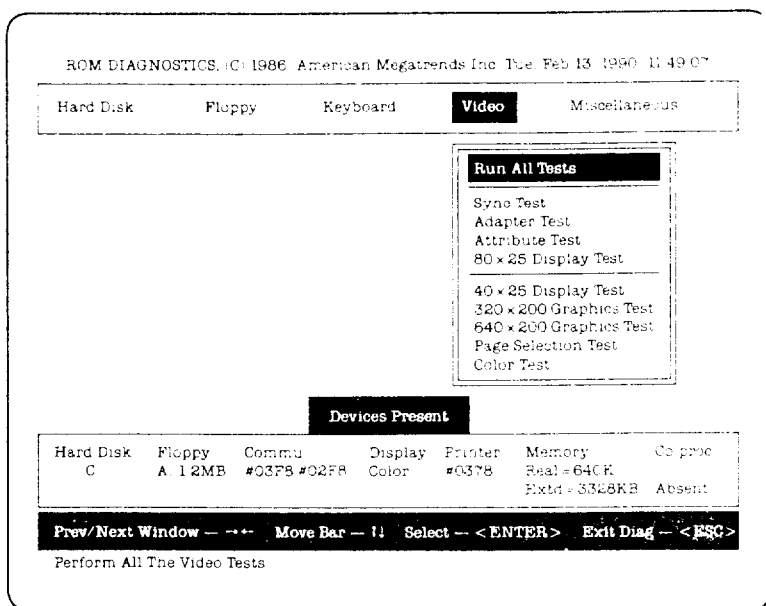 ROM DIAGNOSTICS, (C) 1986 American Megatrends Inc. Tue, Feb 13 1990 11:49:07
Hard Disk Floppy Keyboard Video Miscellaneous
Run All Tests
Sync Test
Adapter Test
Attribute Test
80 × 25 Display Test
40 × 25 Display Test
320 × 200 Graphics Test
640 × 200 Graphics Test
Page Selection Test
Color Test
Devices Present
Hard Disk Floppy Commu Display Printer Memory Co proc
C A. 1.2MB #03F8 #02F8 Color #0378 Real = 640K
Extd = 3328KB Absent
Prev/Next Window — →← Move Bar — ↑↓ Select — <ENTER> Exit Diag — <ESC>
Perform All The Video Tests